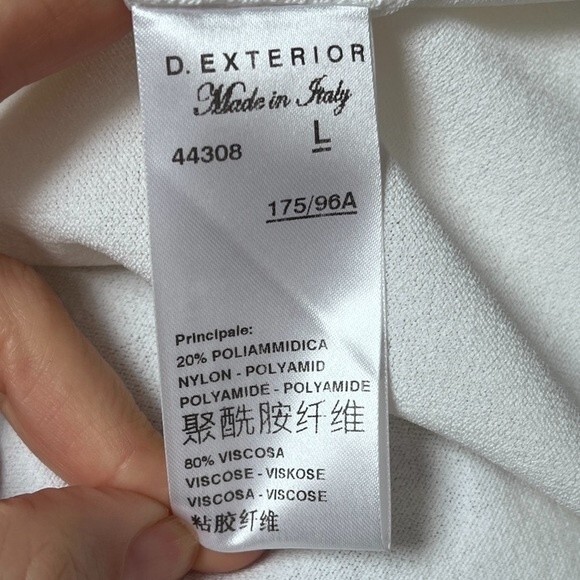 D. EXTERIOR
Made in Italy
44308 L
175/96A
Principale:
20% POLIAMMIDICA
NYLON - POLYAMID
POLYAMIDE - POLYAMIDE
聚酰胺纤维
80% VISCOSA
VISCOSE - VISKOSE
VISCOSA - VISCOSE
粘胶纤维